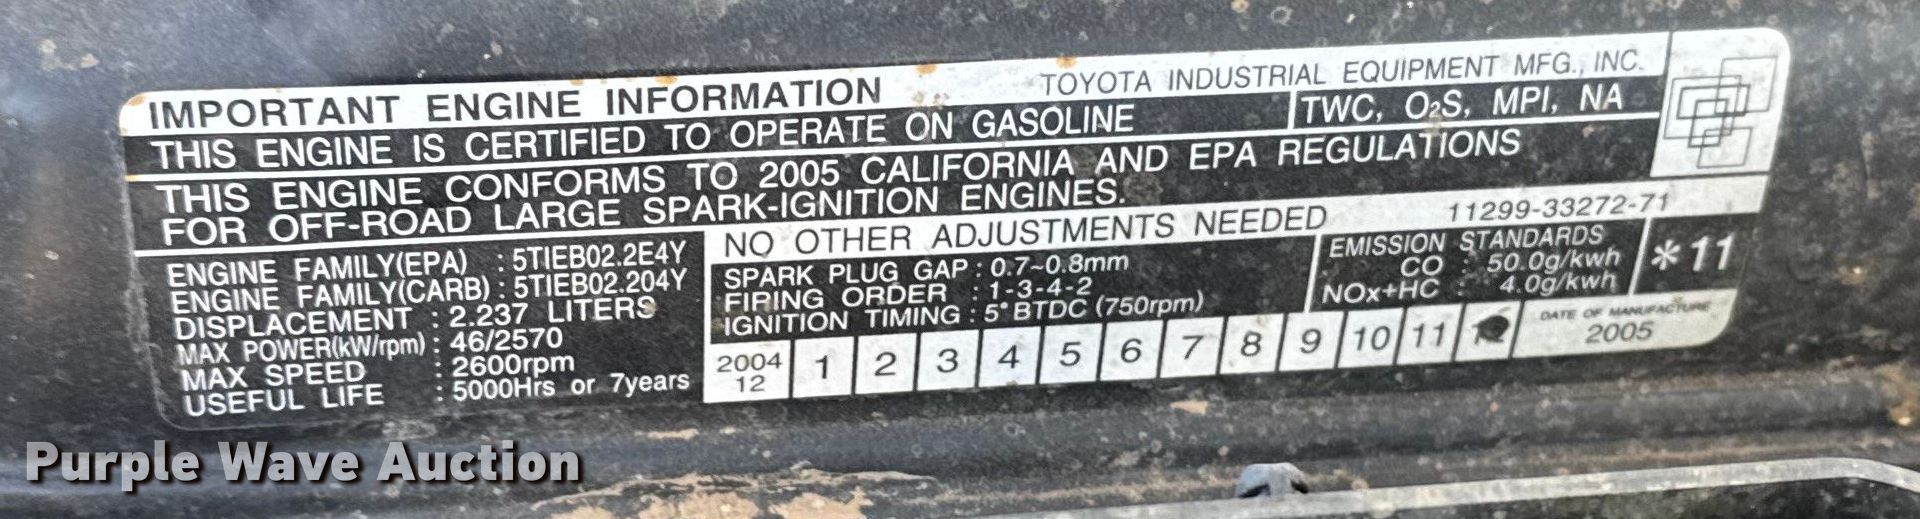 IMPORTANT ENGINE INFORMATION TOYOTA INDUSTRIAL EQUIPMENT MFG., INC.
THIS ENGINE IS CERTIFIED TO OPERATE ON GASOLINE TWC, O2S, MPI, NA
THIS ENGINE CONFORMS TO 2005 CALIFORNIA AND EPA REGULATIONS
FOR OFF-ROAD LARGE SPARK-IGNITION ENGINES.
ENGINE FAMILY(EPA) : 5TIEB02.2E4Y
ENGINE FAMILY(CARB) : 5TIEB02.204Y
DISPLACEMENT : 2.237 LITERS
MAX POWER(kW/rpm) : 46/2570
MAX SPEED : 2600rpm
USEFUL LIFE : 5000Hrs or 7years
NO OTHER ADJUSTMENTS NEEDED 11299-33272-71
SPARK PLUG GAP : 0.7~0.8mm
FIRING ORDER : 1-3-4-2
IGNITION TIMING : 5° BTDC (750rpm)
EMISSION STANDARDS
CO : 50.0g/kwh
NOx+HC : 4.0g/kwh
*11
2004 12 1 2 3 4 5 6 7 8 9 10 11
DATE OF MANUFACTURE
2005
Purple Wave Auction